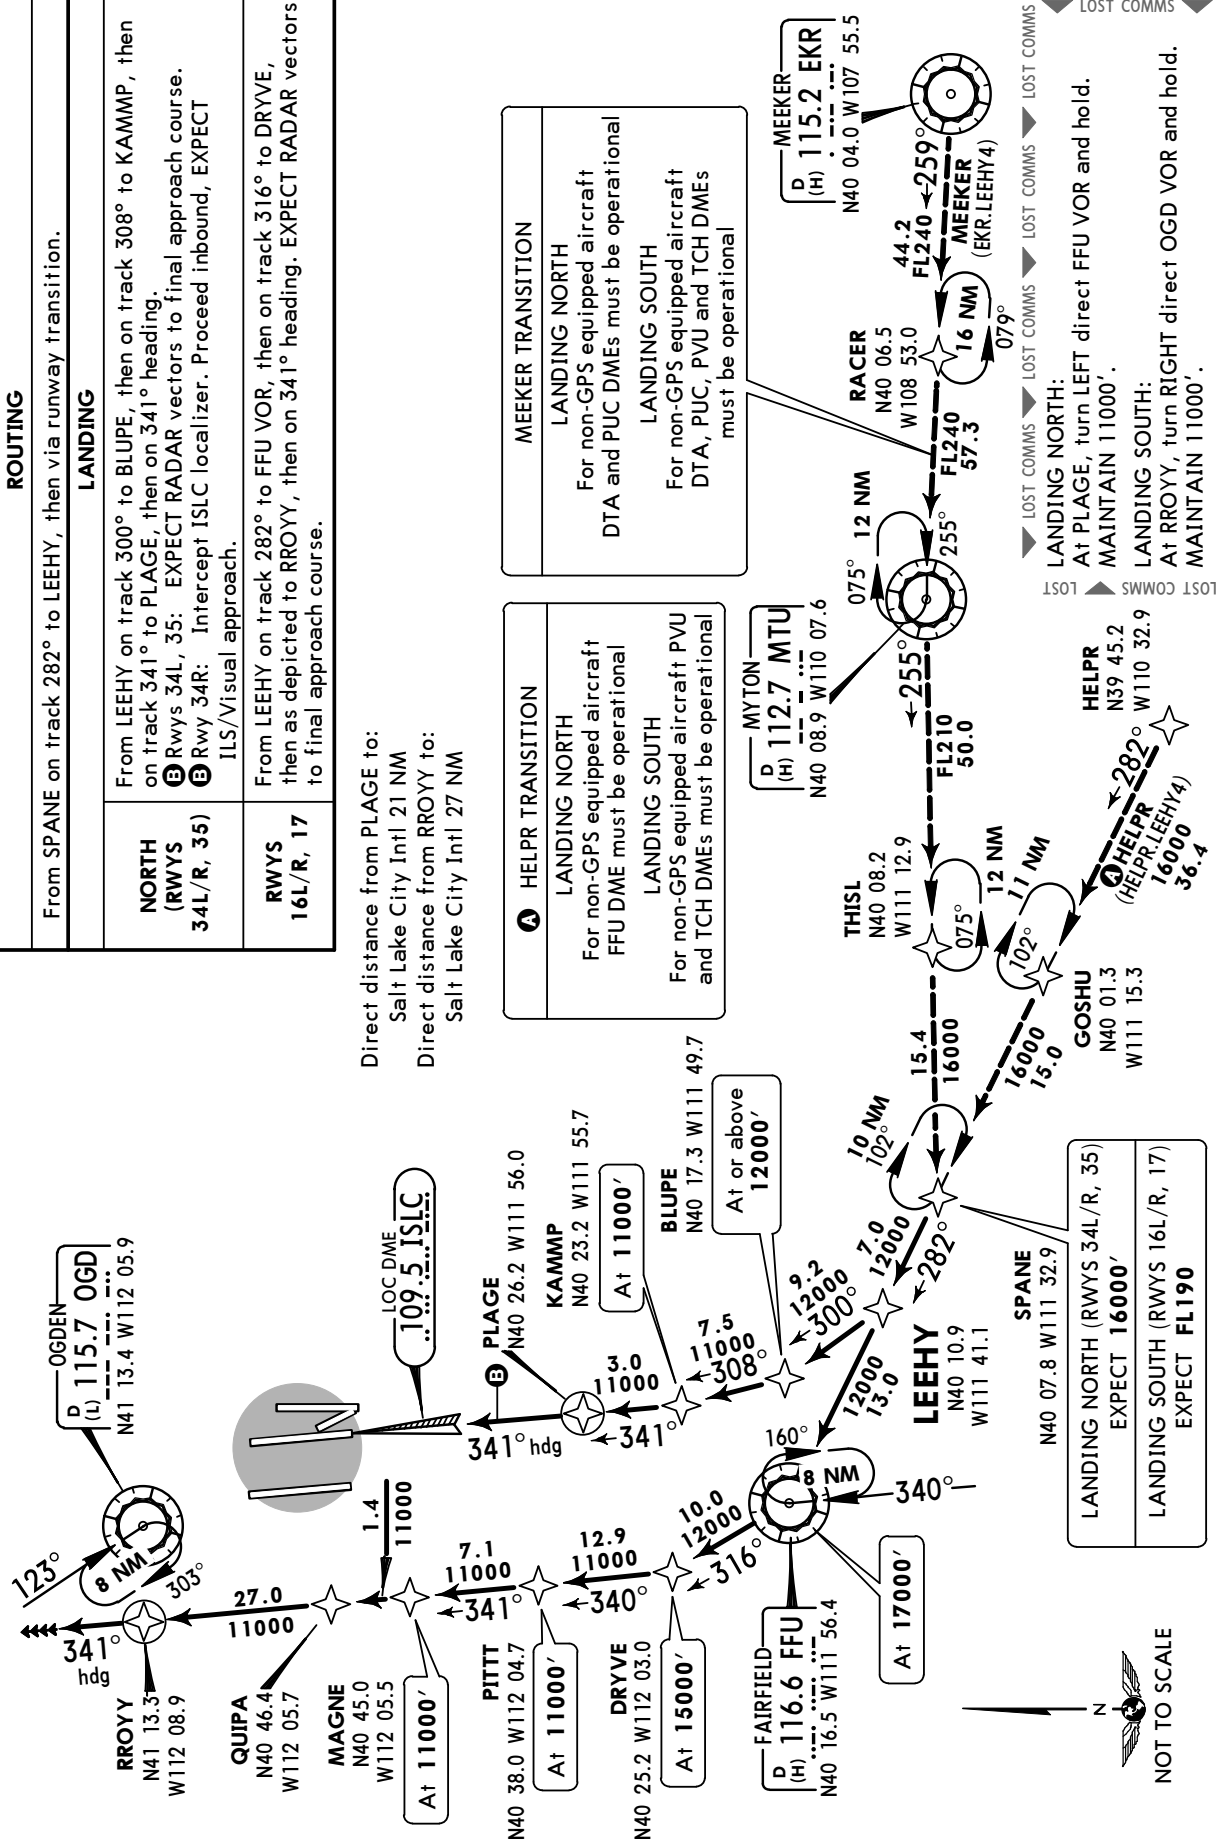 ROUTING
From SPANE on track 282° to LEEHY, then via runway transition.
LANDING
NORTH
(RWYS
34L/R, 35)
From LEEHY on track 300° to BLUPE, then on track 308° to KAMMP, then
on track 341° to PLAGE, then on 341° heading.
B Rwys 34L, 35: EXPECT RADAR vectors to final approach course.
B Rwy 34R: Intercept ISLC localizer. Proceed inbound, EXPECT
ILS/Visual approach.
RWYS
16L/R, 17
From LEEHY on track 282° to FFU VOR, then on track 316° to DRYVE,
then as depicted to RROYY, then on 341° heading. EXPECT RADAR vectors
to final approach course.
Direct distance from PLAGE to:
Salt Lake City Intl 21 NM
Direct distance from RROYY to:
Salt Lake City Intl 27 NM
A HELPR TRANSITION
LANDING NORTH
For non-GPS equipped aircraft
FFU DME must be operational
LANDING SOUTH
For non-GPS equipped aircraft PVU
and TCH DMEs must be operational
MEEKER TRANSITION
LANDING NORTH
For non-GPS equipped aircraft
DTA and PUC DMEs must be operational
LANDING SOUTH
For non-GPS equipped aircraft
DTA, PUC, PVU and TCH DMEs
must be operational
OGDEN
D
(L) 115.7 OGD
N41 13.4 W112 05.9
123°
8 NM
303°
341°
hdg
RROYY
N41 13.3
W112 08.9
27.0
11000
QUIPA
N40 46.4
W112 05.7
1.4
11000
MAGNE
N40 45.0
W112 05.5
At 11000'
7.1
11000
341°
PITTT
N40 38.0 W112 04.7
At 11000'
12.9
11000
340°
DRYVE
N40 25.2 W112 03.0
At 15000'
10.0
12000
316°
FAIRFIELD
D
(H) 116.6 FFU
N40 16.5 W111 56.4
At 17000'
160°
8 NM
340°
12000
13.0
LOC DME
109.5 ISLC
B
341° hdg
PLAGE
N40 26.2 W111 56.0
3.0
11000
341°
KAMMP
N40 23.2 W111 55.7
At 11000'
7.5
11000
308°
BLUPE
N40 17.3 W111 49.7
At or above
12000'
9.2
12000
300°
LEEHY
N40 10.9
W111 41.1
7.0
12000
282°
SPANE
N40 07.8 W111 32.9
LANDING NORTH (RWYS 34L/R, 35)
EXPECT 16000'
LANDING SOUTH (RWYS 16L/R, 17)
EXPECT FL190
10 NM
102°
15.4
16000
16000
15.0
THISL
N40 08.2
W111 12.9
075°
12 NM
GOSHU
N40 01.3
W111 15.3
102°
11 NM
A HELPR
(HELPR.LEEHY4)
16000
36.4
282°
HELPR
N39 45.2
W110 32.9
FL210
50.0
255°
MYTON
D
(H) 112.7 MTU
N40 08.9 W110 07.6
075°
12 NM
255°
FL240
57.3
RACER
N40 06.5
W108 53.0
16 NM
079°
44.2
FL240
259°
MEEKER
(EKR.LEEHY4)
MEEKER
D
(H) 115.2 EKR
N40 04.0 W107 55.5
LOST COMMS LOST COMMS LOST COMMS LOST COMMS LOST COMMS
LOST COMMS
LOST COMMS LOST
LANDING NORTH:
At PLAGE, turn LEFT direct FFU VOR and hold.
MAINTAIN 11000'.
LANDING SOUTH:
At RROYY, turn RIGHT direct OGD VOR and hold.
MAINTAIN 11000'.
N
NOT TO SCALE